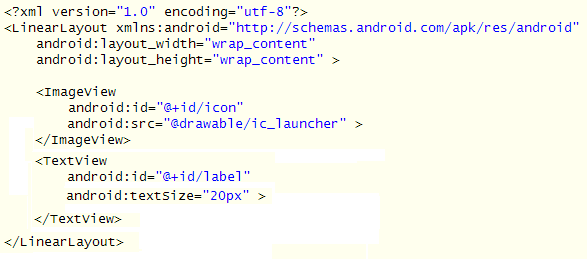 <?xml version="1.0" encoding="utf-8"?>
<LinearLayout xmlns:android="http://schemas.android.com/apk/res/android"
    android:layout_width="wrap_content"
    android:layout_height="wrap_content" >
    <ImageView
        android:id="@+id/icon"
        android:src="@drawable/ic_launcher" >
    </ImageView>
    <TextView
        android:id="@+id/label"
        android:textSize="20px" >
    </TextView>
</LinearLayout>